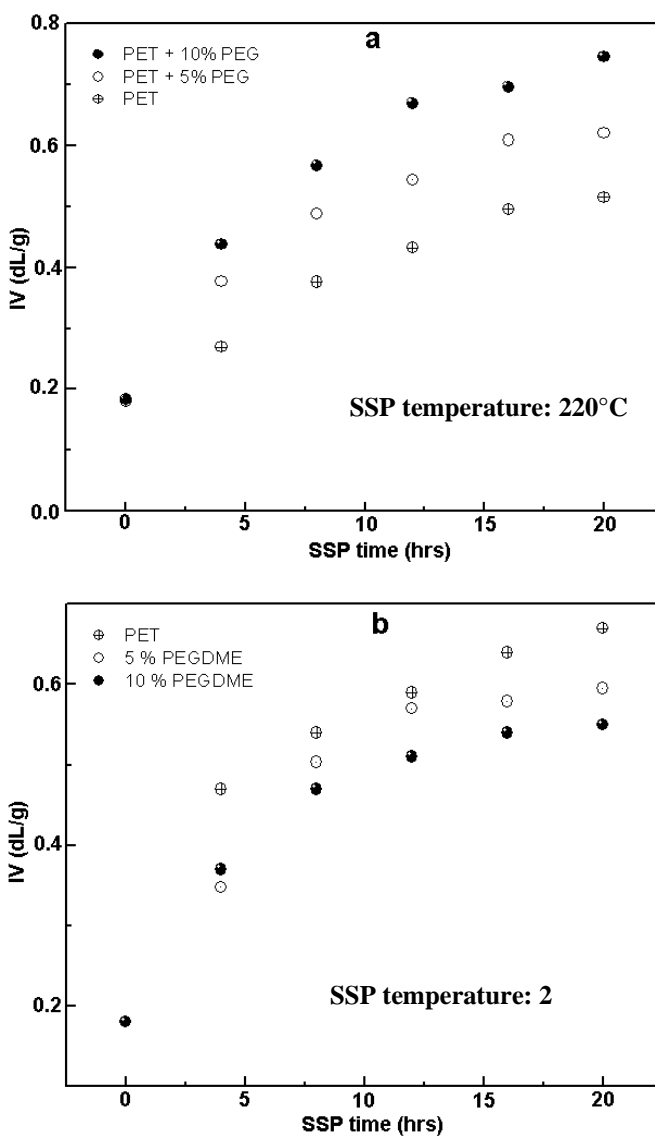 0.8
a
PET + 10% PEG
PET + 5% PEG
PET
0.6
IV (dL/g)
0.4
0.2
SSP temperature: 220°C
0.0
0 5 10 15 20
SSP time (hrs)
b
PET
5 % PEGDME
10 % PEGDME
0.6
IV (dL/g)
0.4
SSP temperature: 2
0.2
0 5 10 15 20
SSP time (hrs)